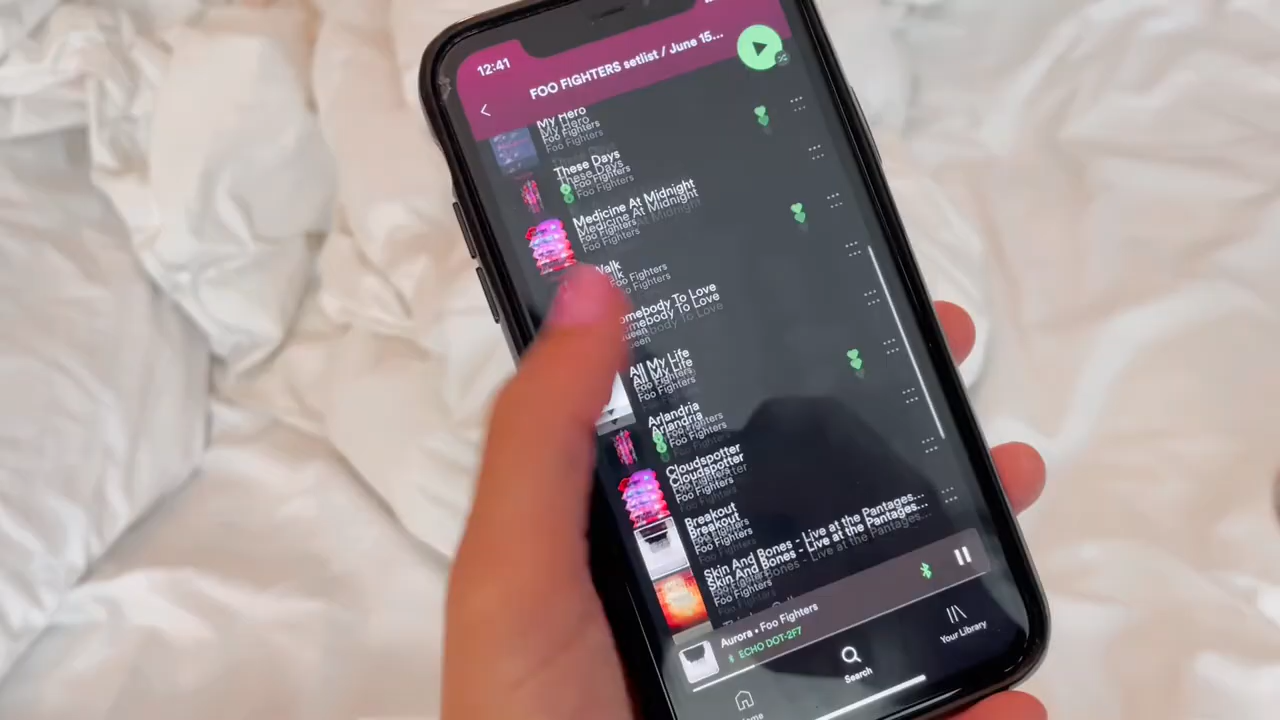 12:41
FOO FIGHTERS setlist / June 15...
My Hero
Foo Fighters
These Days
Foo Fighters
Medicine At Midnight
Foo Fighters
Walk
Foo Fighters
omebody To Love
ueen
All My Life
Foo Fighters
Arlandria
Foo Fighters
Cloudspotter
Foo Fighters
Breakout
Foo Fighters
Skin And Bones - Live at the Pantages...
Foo Fighters
Aurora • Foo Fighters
ECHO DOT-2F7
Home
Search
Your Library